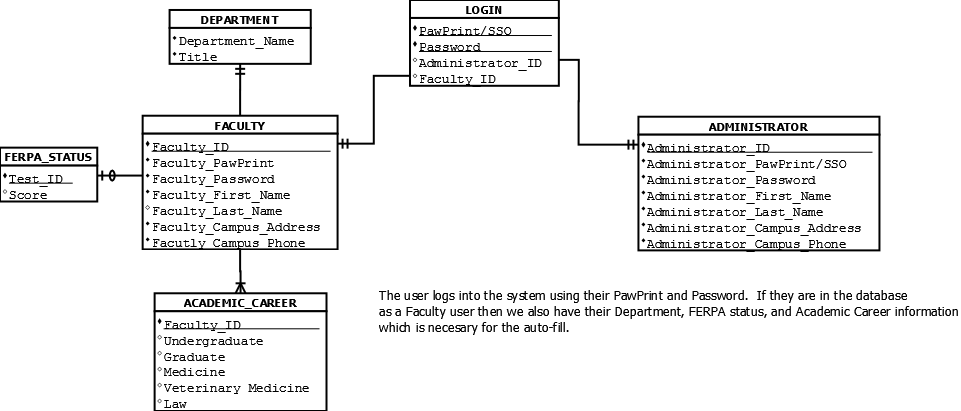 DEPARTMENT
Department_Name
Title
LOGIN
PawPrint/SSO
Password
Administrator_ID
Faculty_ID
FERPA_STATUS
Test_ID
Score
FACULTY
Faculty_ID
Faculty_PawPrint
Faculty_Password
Faculty_First_Name
Faculty_Last_Name
Faculty_Campus_Address
Facutly_Campus_Phone
ADMINISTRATOR
Administrator_ID
Administrator_PawPrint/SSO
Administrator_Password
Administrator_First_Name
Administrator_Last_Name
Administrator_Campus_Address
Administrator_Campus_Phone
ACADEMIC_CAREER
Faculty_ID
Undergraduate
Graduate
Medicine
Veterinary Medicine
Law
The user logs into the system using their PawPrint and Password. If they are in the database
as a Faculty user then we also have their Department, FERPA status, and Academic Career information
which is necesary for the auto-fill.